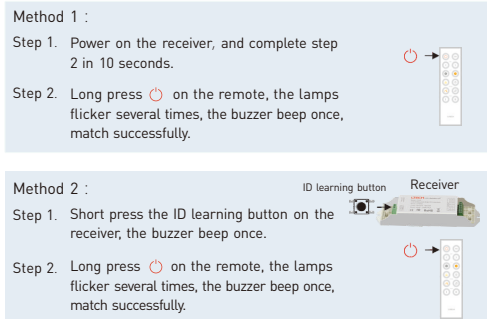 Method 1 :
Step 1. Power on the receiver, and complete step
2 in 10 seconds.
Step 2. Long press on the remote, the lamps
flicker several times, the buzzer beep once,
match successfully.
Method 2 :
ID learning button
Receiver
Step 1. Short press the ID learning button on the
receiver, the buzzer beep once.
Step 2. Long press on the remote, the lamps
flicker several times, the buzzer beep once,
match successfully.